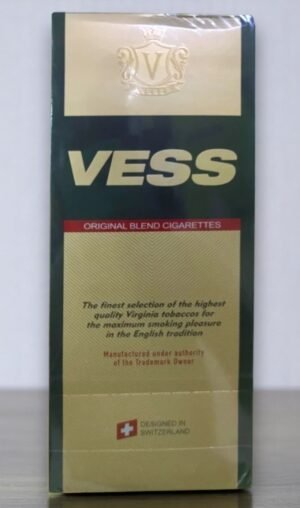 V
VESS
ORIGINAL BLEND CIGARETTES
The finest selection of the highest
quality Virginia tobaccos for
the maximum smoking pleasure
in the English tradition
Manufactured under authority
of the Trademark Owner
DESIGNED IN
SWITZERLAND